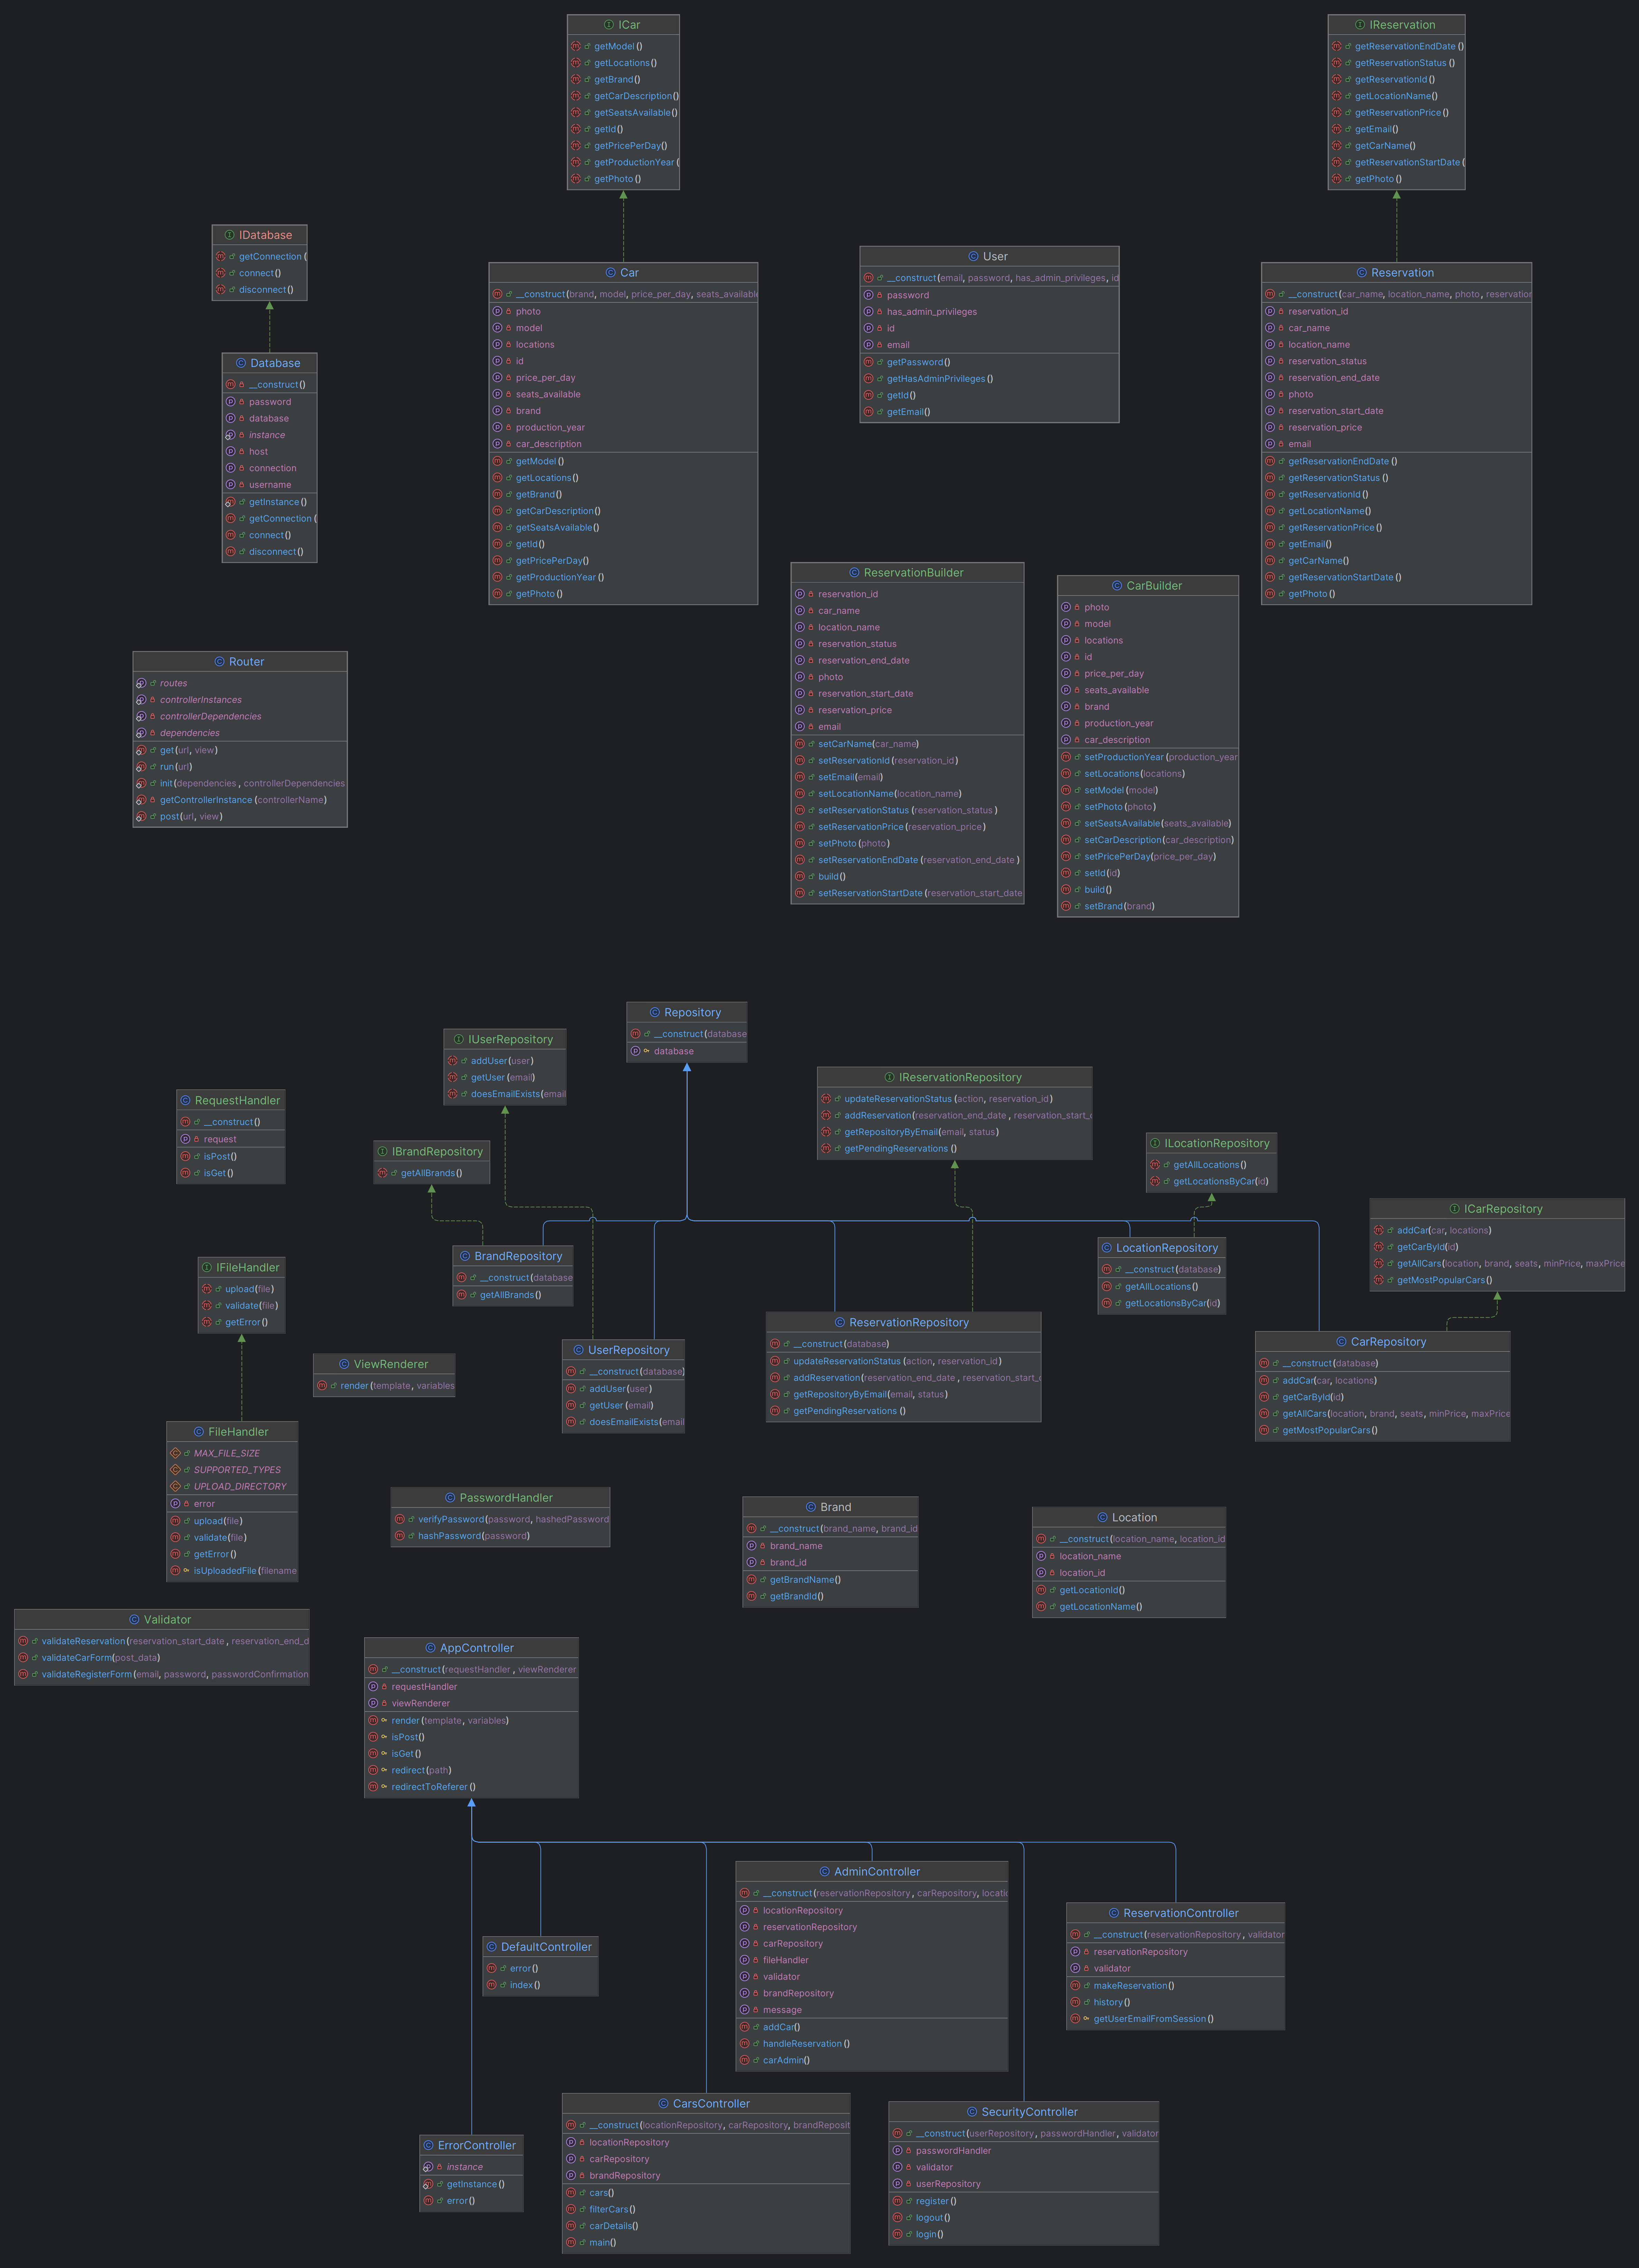 ICar
getModel()
getLocations()
getBrand()
getCarDescription()
getSeatsAvailable()
getId()
getPricePerDay()
getProductionYear(
getPhoto()
IReservation
getReservationEndDate()
getReservationStatus()
getReservationId()
getLocationName()
getReservationPrice()
getEmail()
getCarName()
getReservationStartDate(
getPhoto()
IDatabase
getConnection(
connect()
disconnect()
Database
__construct()
password
database
instance
host
connection
username
getInstance()
getConnection(
connect()
disconnect()
Car
__construct(brand, model, price_per_day, seats_available
photo
model
locations
id
price_per_day
seats_available
brand
production_year
car_description
getModel()
getLocations()
getBrand()
getCarDescription()
getSeatsAvailable()
getId()
getPricePerDay()
getProductionYear()
getPhoto()
User
__construct(email, password, has_admin_privileges, id
password
has_admin_privileges
id
email
getPassword()
getHasAdminPrivileges()
getId()
getEmail()
Reservation
__construct(car_name, location_name, photo, reservation
reservation_id
car_name
location_name
reservation_status
reservation_end_date
photo
reservation_start_date
reservation_price
email
getReservationEndDate()
getReservationStatus()
getReservationId()
getLocationName()
getReservationPrice()
getEmail()
getCarName()
getReservationStartDate()
getPhoto()
ReservationBuilder
reservation_id
car_name
location_name
reservation_status
reservation_end_date
photo
reservation_start_date
reservation_price
email
setCarName(car_name)
setReservationId(reservation_id)
setEmail(email)
setLocationName(location_name)
setReservationStatus(reservation_status)
setReservationPrice(reservation_price)
setPhoto(photo)
setReservationEndDate(reservation_end_date)
build()
setReservationStartDate(reservation_start_date
CarBuilder
photo
model
locations
id
price_per_day
seats_available
brand
production_year
car_description
setProductionYear(production_year
setLocations(locations)
setModel(model)
setPhoto(photo)
setSeatsAvailable(seats_available)
setCarDescription(car_description)
setPricePerDay(price_per_day)
setId(id)
build()
setBrand(brand)
Router
routes
controllerInstances
controllerDependencies
dependencies
get(url, view)
run(url)
init(dependencies, controllerDependencies
getControllerInstance(controllerName)
post(url, view)
Repository
__construct(database
database
IUserRepository
addUser(user)
getUser(email)
doesEmailExists(email
IReservationRepository
updateReservationStatus(action, reservation_id)
addReservation(reservation_end_date, reservation_start_
getRepositoryByEmail(email, status)
getPendingReservations()
RequestHandler
__construct()
request
isPost()
isGet()
IBrandRepository
getAllBrands()
ILocationRepository
getAllLocations()
getLocationsByCar(id)
ICarRepository
addCar(car, locations)
getCarById(id)
getAllCars(location, brand, seats, minPrice, maxPrice
getMostPopularCars()
BrandRepository
__construct(database
getAllBrands()
LocationRepository
__construct(database)
getAllLocations()
getLocationsByCar(id)
IFileHandler
upload(file)
validate(file)
getError()
ReservationRepository
__construct(database)
updateReservationStatus(action, reservation_id)
addReservation(reservation_end_date, reservation_start_
getRepositoryByEmail(email, status)
getPendingReservations()
CarRepository
__construct(database)
addCar(car, locations)
getCarById(id)
getAllCars(location, brand, seats, minPrice, maxPrice
getMostPopularCars()
UserRepository
__construct(database)
addUser(user)
getUser(email)
doesEmailExists(email
ViewRenderer
render(template, variables
FileHandler
MAX_FILE_SIZE
SUPPORTED_TYPES
UPLOAD_DIRECTORY
error
upload(file)
validate(file)
getError()
isUploadedFile(filename
PasswordHandler
verifyPassword(password, hashedPassword
hashPassword(password)
Brand
__construct(brand_name, brand_id
brand_name
brand_id
getBrandName()
getBrandId()
Location
__construct(location_name, location_id
location_name
location_id
getLocationId()
getLocationName()
Validator
validateReservation(reservation_start_date, reservation_end_d
validateCarForm(post_data)
validateRegisterForm(email, password, passwordConfirmation
AppController
__construct(requestHandler, viewRenderer
requestHandler
viewRenderer
render(template, variables)
isPost()
isGet()
redirect(path)
redirectToReferer()
AdminController
__construct(reservationRepository, carRepository, locatio
locationRepository
reservationRepository
carRepository
fileHandler
validator
brandRepository
message
addCar()
handleReservation()
carAdmin()
ReservationController
__construct(reservationRepository, validator
reservationRepository
validator
makeReservation()
history()
getUserEmailFromSession()
DefaultController
error()
index()
CarsController
__construct(locationRepository, carRepository, brandReposit
locationRepository
carRepository
brandRepository
cars()
filterCars()
carDetails()
main()
SecurityController
__construct(userRepository, passwordHandler, validator
passwordHandler
validator
userRepository
register()
logout()
login()
ErrorController
instance
getInstance()
error()